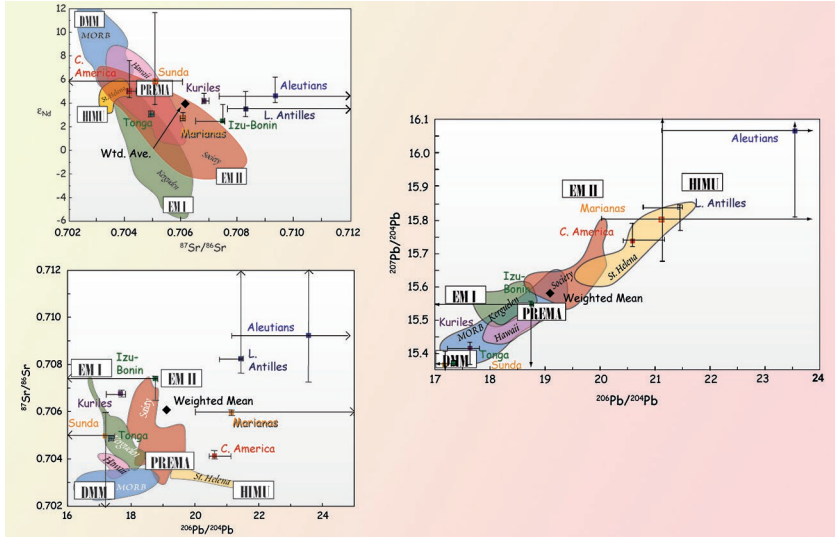 12
10
8
6
4
2
0
-2
-4
-6
εNd
DMM
MORB
C.
America
Hawaii
Sunda
St. Helena
PREMA
HIMU
Kuriles
Aleutians
L. Antilles
Tonga
Marianas
Izu-Bonin
Wtd. Ave.
Society
EM II
Kerguelen
EM I
0.702
0.704
0.706
0.708
0.710
0.712
87Sr/86Sr
0.712
0.710
0.708
0.706
0.704
0.702
87Sr/86Sr
EM I
Izu-
Bonin
EM II
Kuriles
Society
Weighted Mean
Aleutians
L.
Antilles
Sunda
Tonga
Marianas
C. America
Hawaii
PREMA
DMM
MORB
St. Helena
HIMU
16
18
20
22
24
206Pb/204Pb
16.1
16.0
15.9
15.8
15.7
15.6
15.5
15.4
207Pb/204Pb
Aleutians
EM II
HIMU
Marianas
L. Antilles
C. America
St. Helena
Izu-
Bonin
Society
Weighted Mean
EM I
Kerguelen
PREMA
Kuriles
MORB
Hawaii
DMM
Tonga
Sunda
17
18
19
20
21
22
23
24
206Pb/204Pb